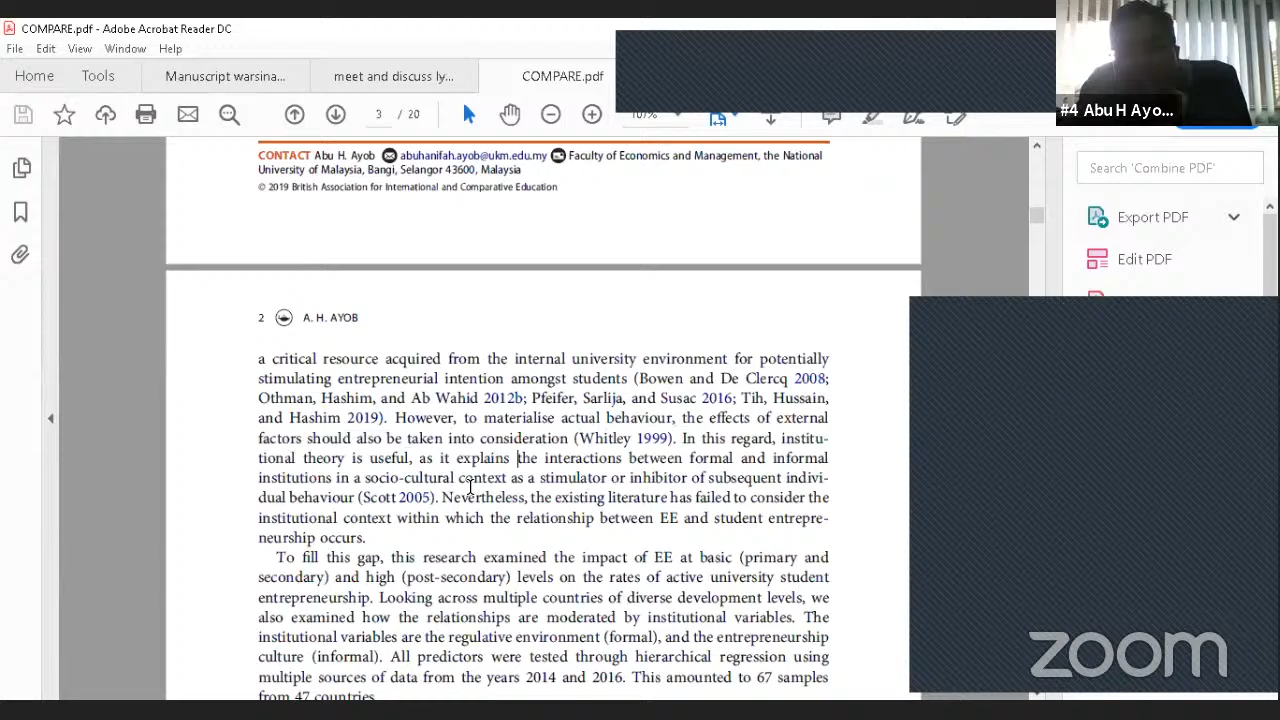 COMPARE.pdf - Adobe Acrobat Reader DC
File Edit View Window Help
Home Tools Manuscript warsina... meet and discuss ly... COMPARE.pdf
3 / 20 107%
#4 Abu H Ayo...
CONTACT Abu H. Ayob abuhanifah.ayob@ukm.edu.my Faculty of Economics and Management, the National
University of Malaysia, Bangi, Selangor 43600, Malaysia
© 2019 British Association for International and Comparative Education
Search 'Combine PDF'
Export PDF
Edit PDF
2 A. H. AYOB
a critical resource acquired from the internal university environment for potentially
stimulating entrepreneurial intention amongst students (Bowen and De Clercq 2008;
Othman, Hashim, and Ab Wahid 2012b; Pfeifer, Sarlija, and Susac 2016; Tih, Hussain,
and Hashim 2019). However, to materialise actual behaviour, the effects of external
factors should also be taken into consideration (Whitley 1999). In this regard, institu-
tional theory is useful, as it explains the interactions between formal and informal
institutions in a socio-cultural context as a stimulator or inhibitor of subsequent indivi-
dual behaviour (Scott 2005). Nevertheless, the existing literature has failed to consider the
institutional context within which the relationship between EE and student entrepre-
neurship occurs.
To fill this gap, this research examined the impact of EE at basic (primary and
secondary) and high (post-secondary) levels on the rates of active university student
entrepreneurship. Looking across multiple countries of diverse development levels, we
also examined how the relationships are moderated by institutional variables. The
institutional variables are the regulative environment (formal), and the entrepreneurship
culture (informal). All predictors were tested through hierarchical regression using
multiple sources of data from the years 2014 and 2016. This amounted to 67 samples
from 47 countries.
zoom